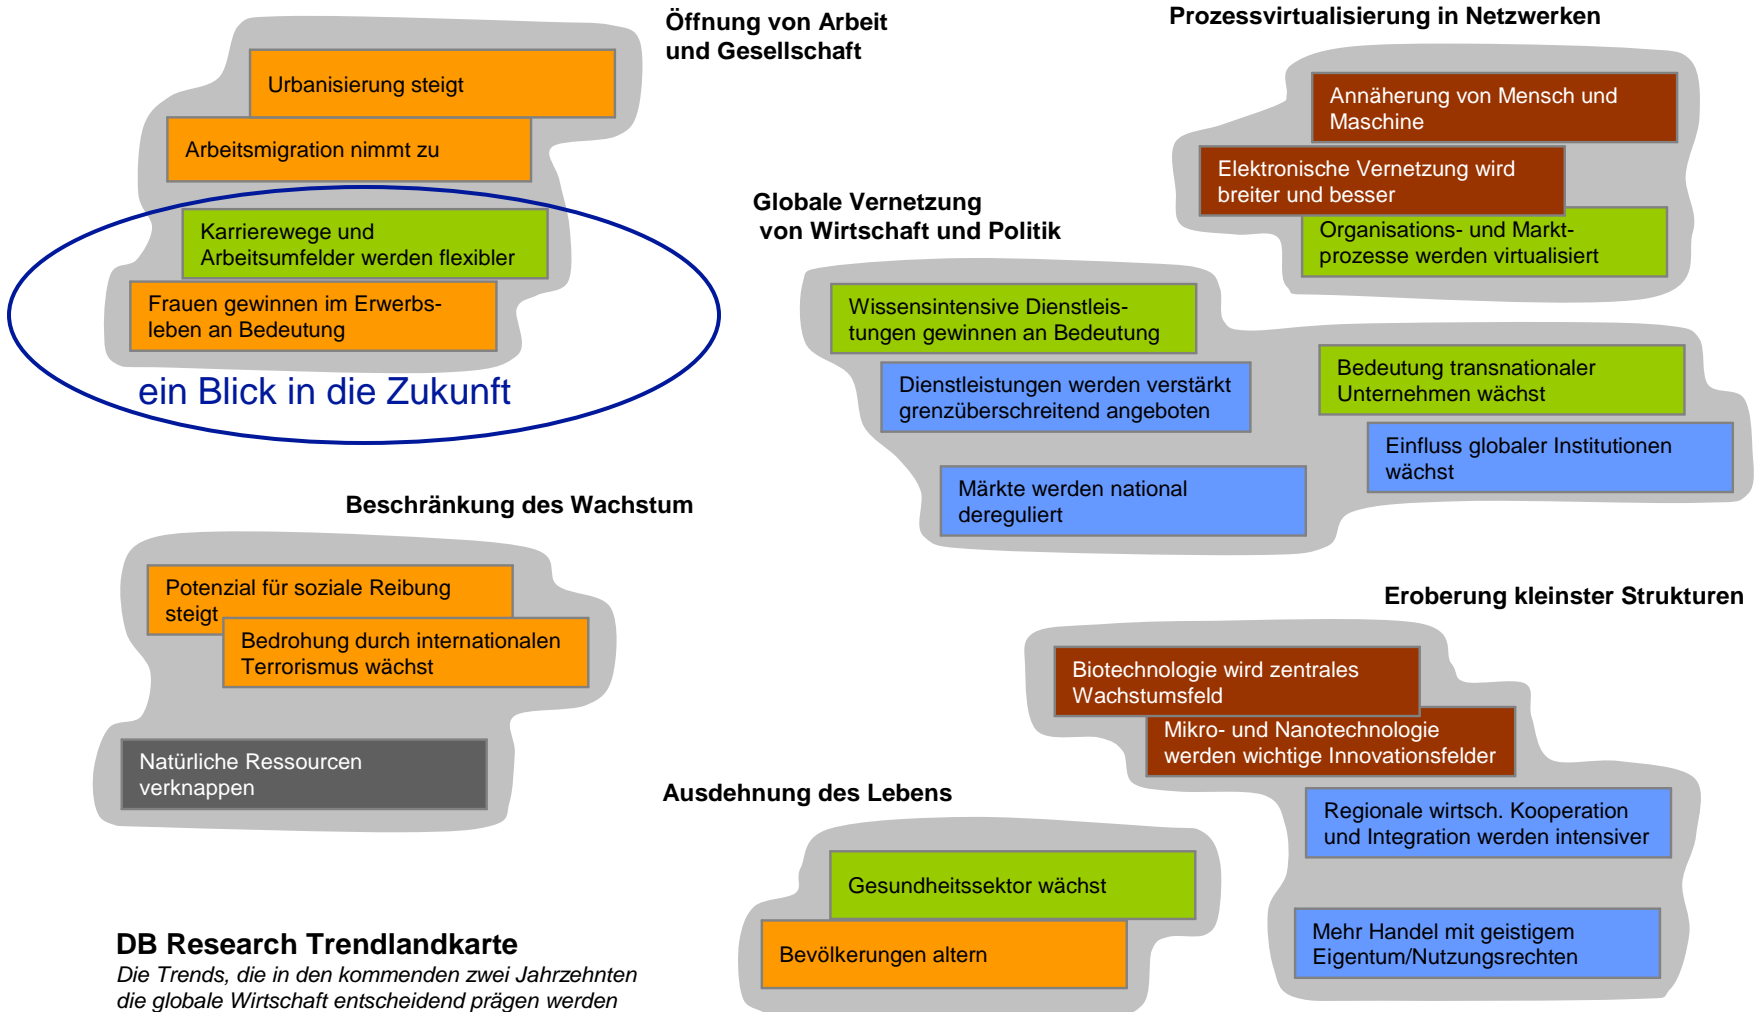 Öffnung von Arbeit
und Gesellschaft
Urbanisierung steigt
Arbeitsmigration nimmt zu
Karrierewege und
Arbeitsumfelder werden flexibler
Frauen gewinnen im Erwerbs-
leben an Bedeutung
ein Blick in die Zukunft
Prozessvirtualisierung in Netzwerken
Annäherung von Mensch und
Maschine
Elektronische Vernetzung wird
breiter und besser
Organisations- und Markt-
prozesse werden virtualisiert
Globale Vernetzung
von Wirtschaft und Politik
Wissensintensive Dienstleis-
tungen gewinnen an Bedeutung
Dienstleistungen werden verstärkt
grenzüberschreitend angeboten
Märkte werden national
dereguliert
Bedeutung transnationaler
Unternehmen wächst
Einfluss globaler Institutionen
wächst
Beschränkung des Wachstum
Potenzial für soziale Reibung
steigt
Bedrohung durch internationalen
Terrorismus wächst
Natürliche Ressourcen
verknappen
Eroberung kleinster Strukturen
Biotechnologie wird zentrales
Wachstumsfeld
Mikro- und Nanotechnologie
werden wichtige Innovationsfelder
Regionale wirtsch. Kooperation
und Integration werden intensiver
Mehr Handel mit geistigem
Eigentum/Nutzungsrechten
Ausdehnung des Lebens
Gesundheitssektor wächst
Bevölkerungen altern
DB Research Trendlandkarte
Die Trends, die in den kommenden zwei Jahrzehnten
die globale Wirtschaft entscheidend prägen werden